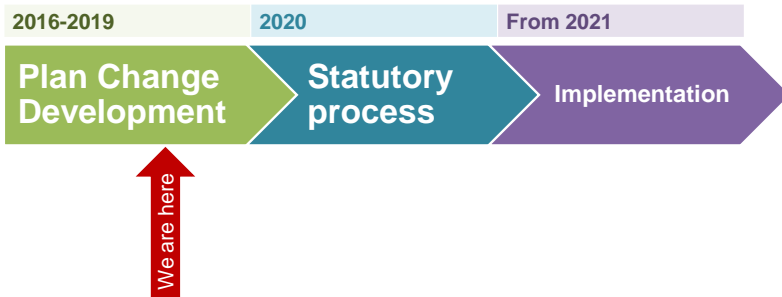 2016-2019
2020
From 2021
Plan Change
Development
Statutory
process
Implementation
We are here